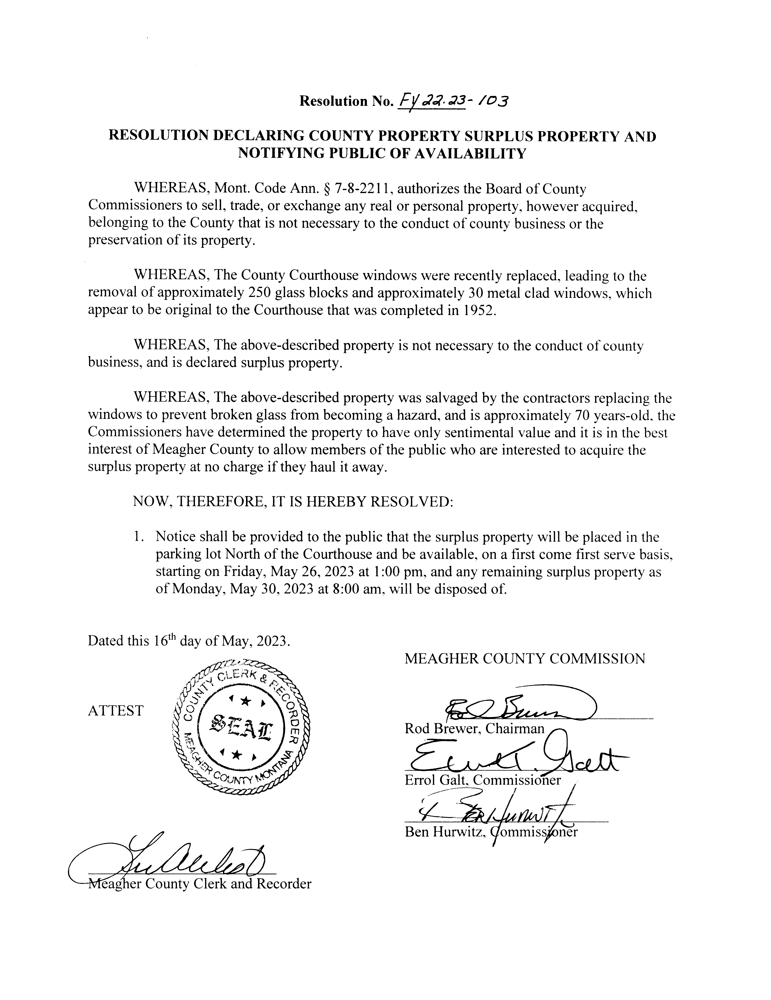 Resolution No. FY 22.23-103
RESOLUTION DECLARING COUNTY PROPERTY SURPLUS PROPERTY AND
NOTIFYING PUBLIC OF AVAILABILITY
WHEREAS, Mont. Code Ann. § 7-8-2211, authorizes the Board of County
Commissioners to sell, trade, or exchange any real or personal property, however acquired,
belonging to the County that is not necessary to the conduct of county business or the
preservation of its property.
WHEREAS, The County Courthouse windows were recently replaced, leading to the
removal of approximately 250 glass blocks and approximately 30 metal clad windows, which
appear to be original to the Courthouse that was completed in 1952.
WHEREAS, The above-described property is not necessary to the conduct of county
business, and is declared surplus property.
WHEREAS, The above-described property was salvaged by the contractors replacing the
windows to prevent broken glass from becoming a hazard, and is approximately 70 years-old. the
Commissioners have determined the property to have only sentimental value and it is in the best
interest of Meagher County to allow members of the public who are interested to acquire the
surplus property at no charge if they haul it away.
NOW, THEREFORE, IT IS HEREBY RESOLVED:
1. Notice shall be provided to the public that the surplus property will be placed in the
parking lot North of the Courthouse and be available, on a first come first serve basis,
starting on Friday, May 26, 2023 at 1:00 pm, and any remaining surplus property as
of Monday, May 30, 2023 at 8:00 am, will be disposed of.
Dated this 16th day of May, 2023.
MEAGHER COUNTY COMMISSION
COUNTY CLERK & RECORDER
SEAL
MEAGHER COUNTY MONTANA
ATTEST
Rod Brewer, Chairman
Errol T. Galt
Errol Galt, Commissioner
Ben Hurwitz
Ben Hurwitz, Commissioner
Meagher County Clerk and Recorder